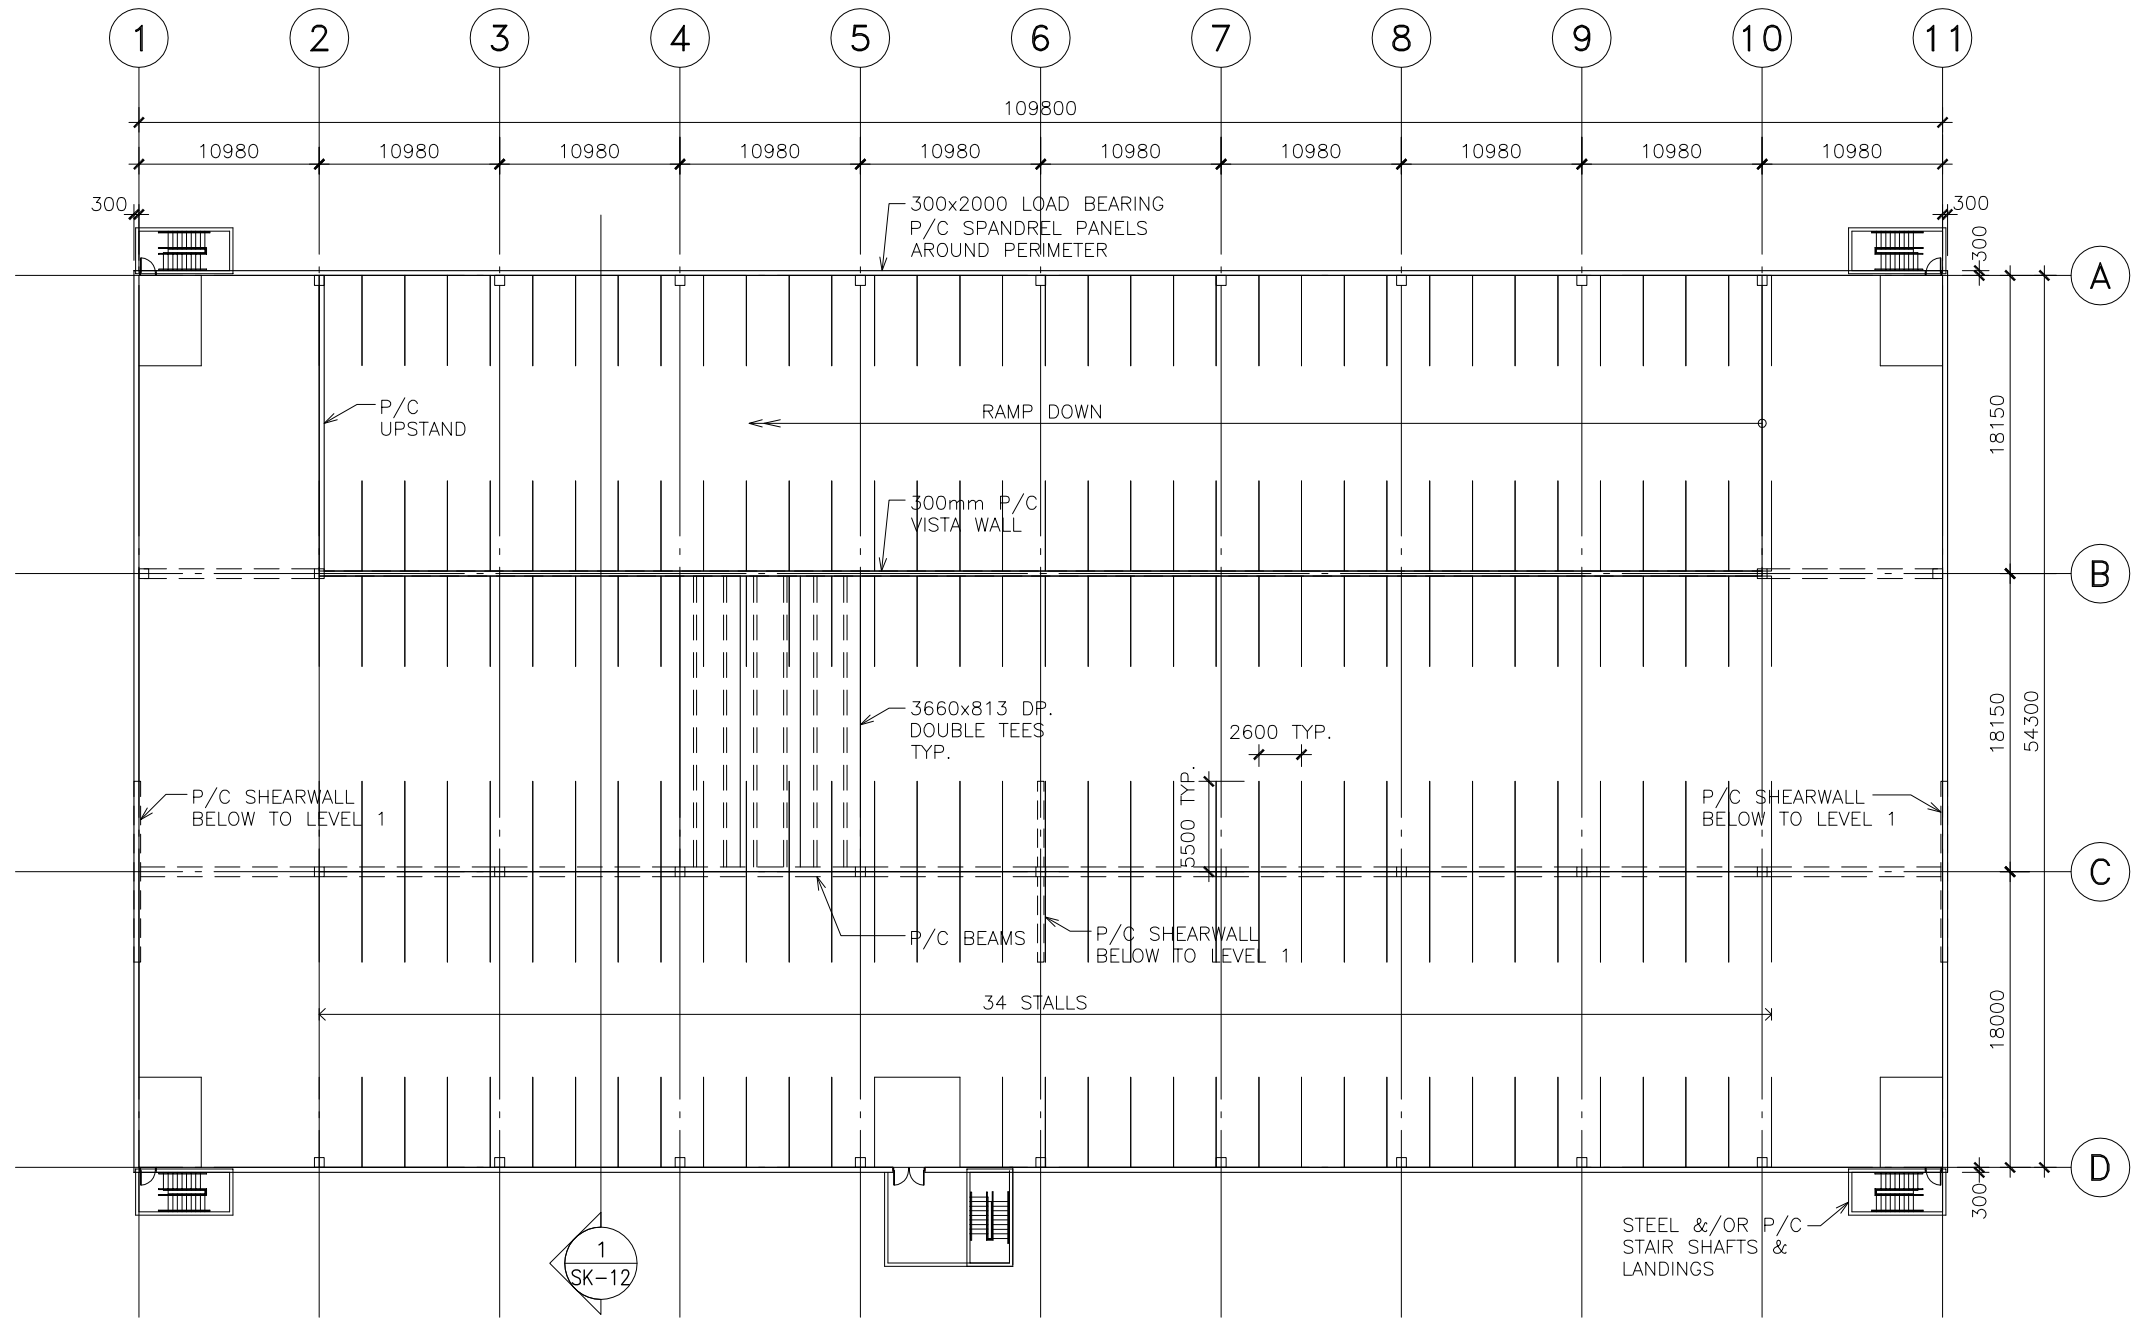 1 2 3 4 5 6 7 8 9 10 11
109800
10980 10980 10980 10980 10980 10980 10980 10980 10980 10980
300
300x2000 LOAD BEARING
P/C SPANDREL PANELS
AROUND PERIMETER
300
300
A
P/C
UPSTAND
RAMP DOWN
18150
300mm P/C
VISTA WALL
B
3660x813 DP.
DOUBLE TEES
TYP.
2600 TYP.
5500 TYP.
18150
54300
P/C SHEARWALL
BELOW TO LEVEL 1
P/C SHEARWALL
BELOW TO LEVEL 1
C
P/C BEAMS
P/C SHEARWALL
BELOW TO LEVEL 1
34 STALLS
18000
D
300
STEEL &/OR P/C
STAIR SHAFTS &
LANDINGS
1
SK-12